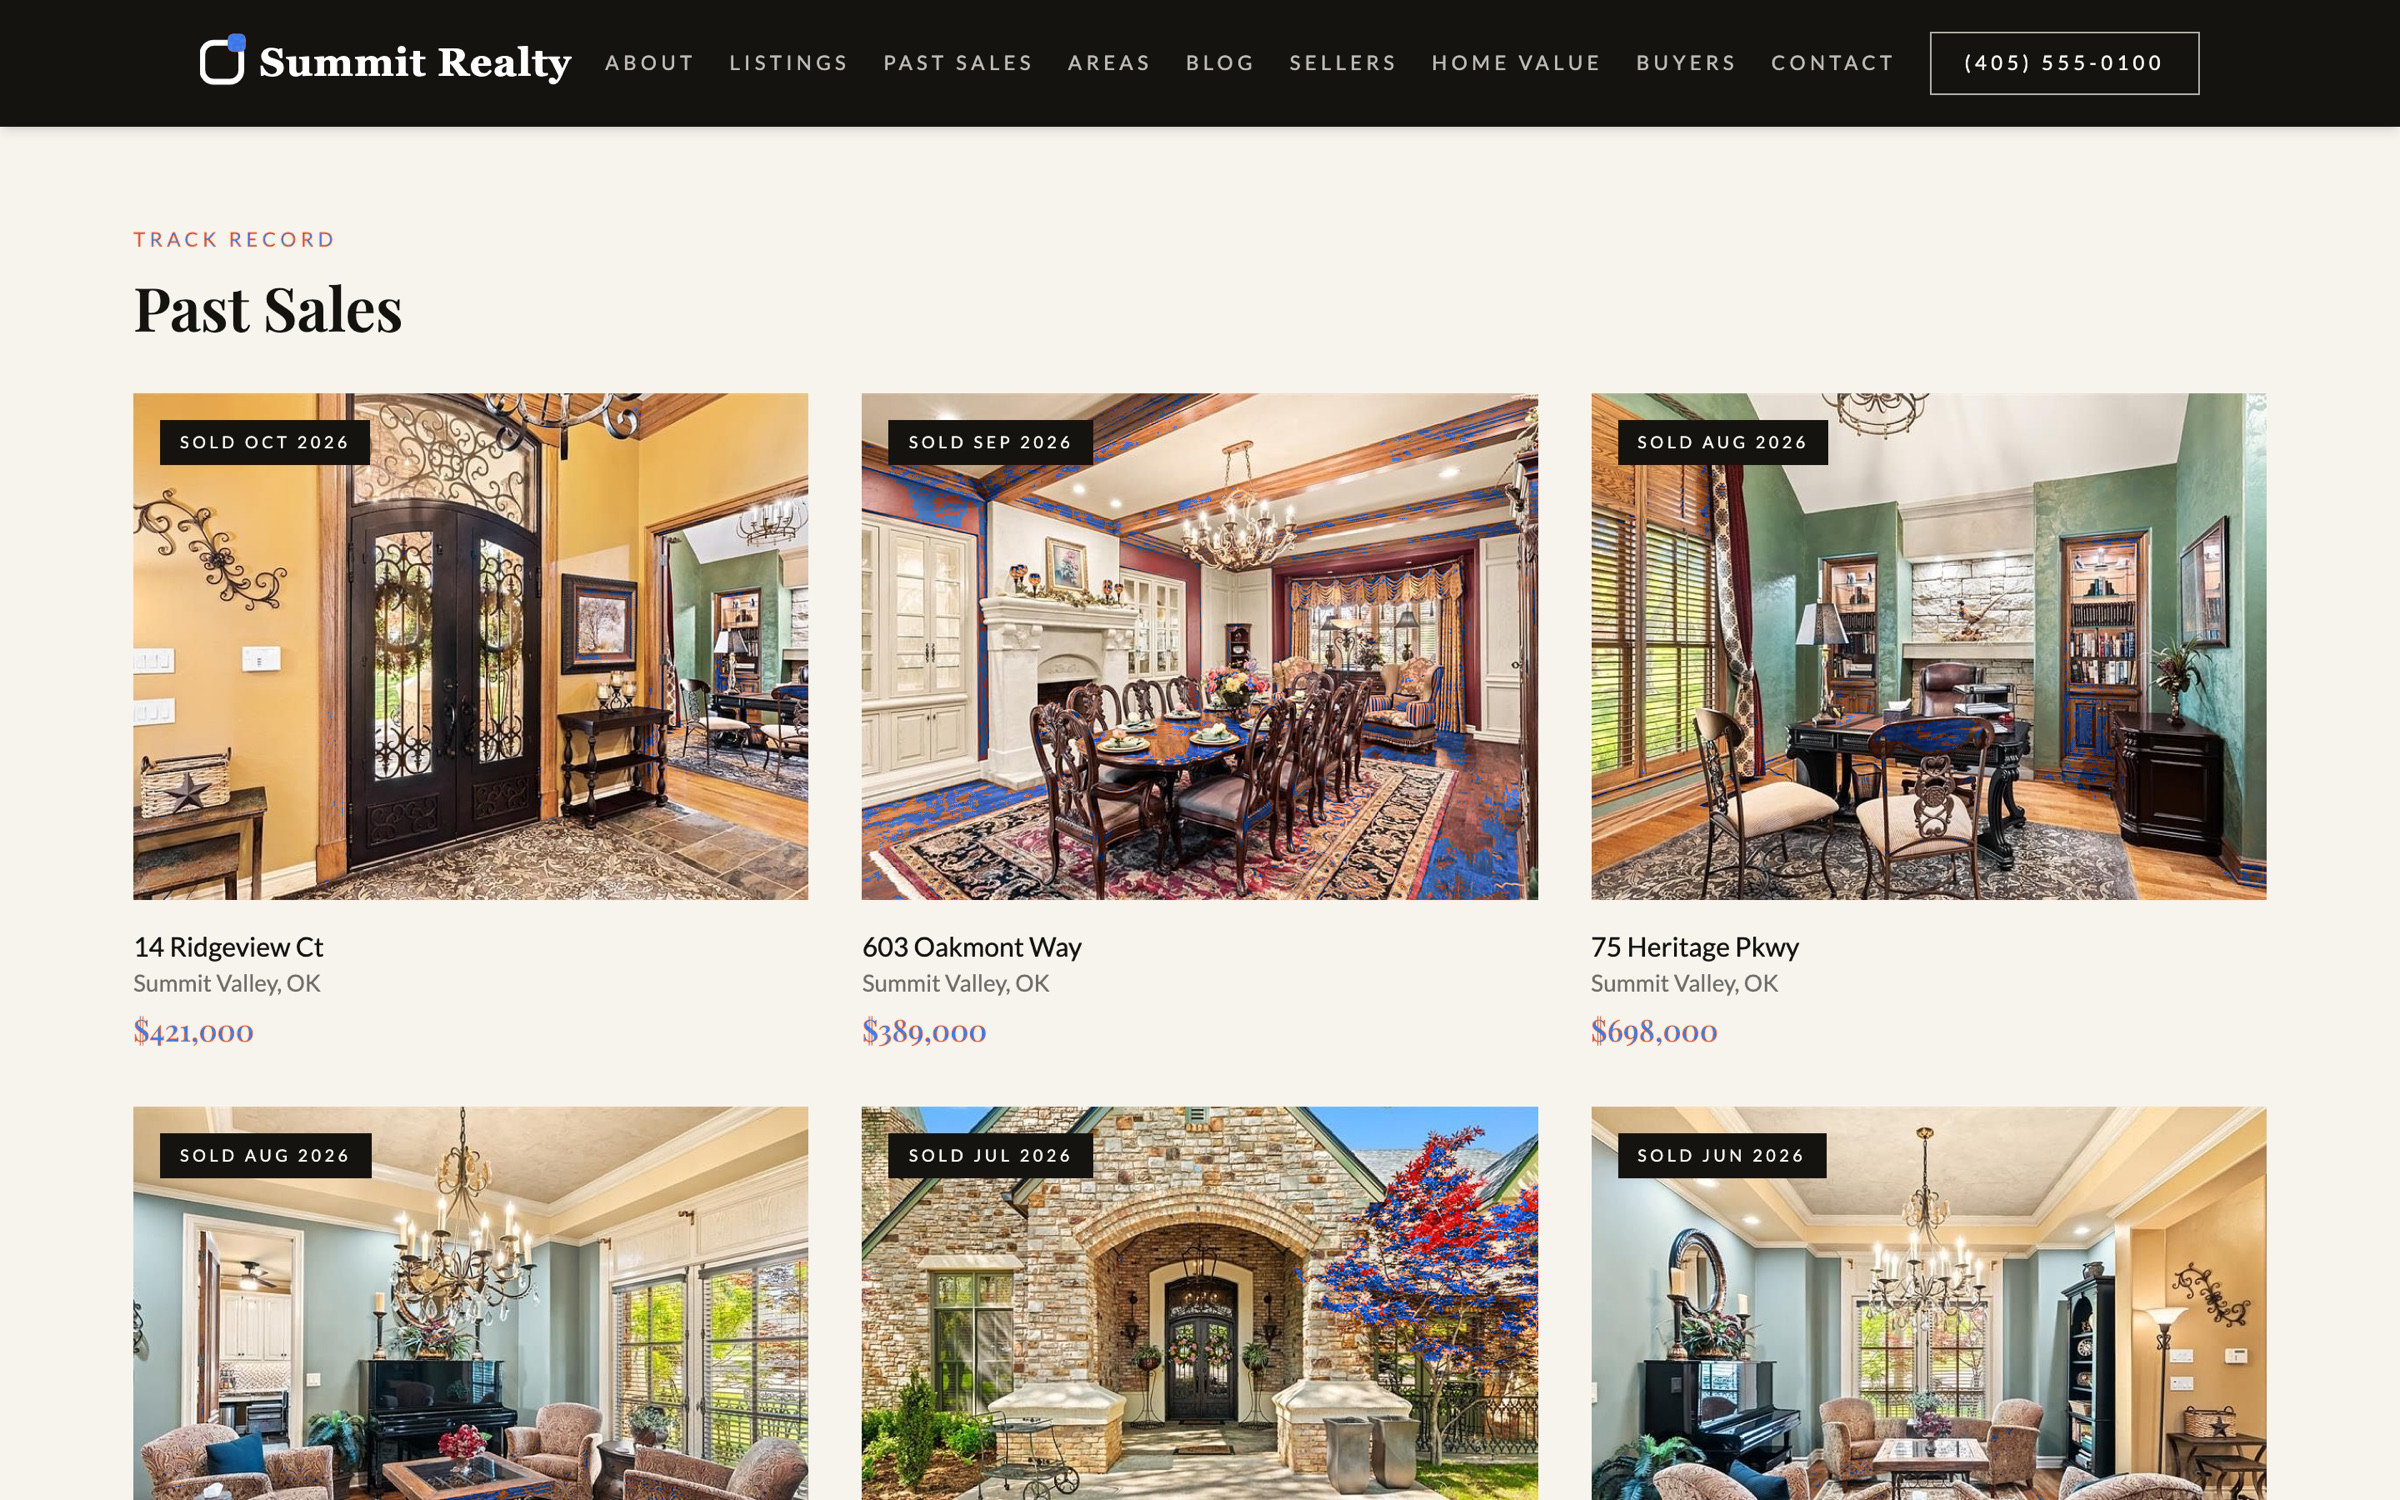 Summit Realty
ABOUT
LISTINGS
PAST SALES
AREAS
BLOG
SELLERS
HOME VALUE
BUYERS
CONTACT
(405) 555-0100
TRACK RECORD
Past Sales
SOLD OCT 2026
SOLD SEP 2026
SOLD AUG 2026
14 Ridgeview Ct
Summit Valley, OK
$421,000
603 Oakmont Way
Summit Valley, OK
$389,000
75 Heritage Pkwy
Summit Valley, OK
$698,000
SOLD AUG 2026
SOLD JUL 2026
SOLD JUN 2026